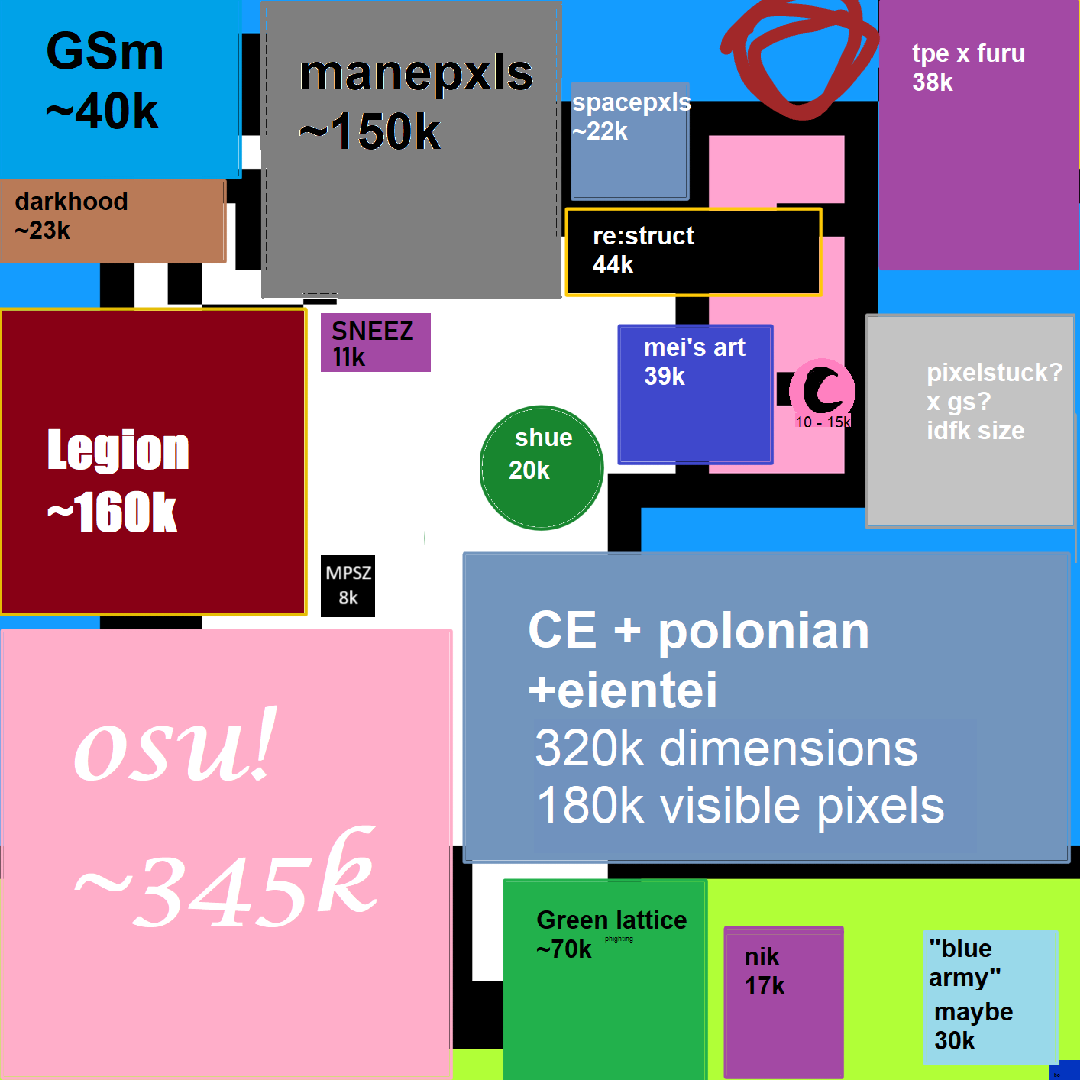 GSm
~40k
manepxls
~150k
spacepxls
~22k
tpe x furu
38k
darkhood
~23k
re:struct
44k
SNEEZ
11k
mei's art
39k
10 - 15k
pixelstuck?
x gs?
idfk size
Legion
~160k
shue
20k
MPSZ
8k
CE + polonian
+eientei
320k dimensions
180k visible pixels
osu!
~345k
Green lattice
~70k
phighting
nik
17k
"blue
army"
maybe
30k